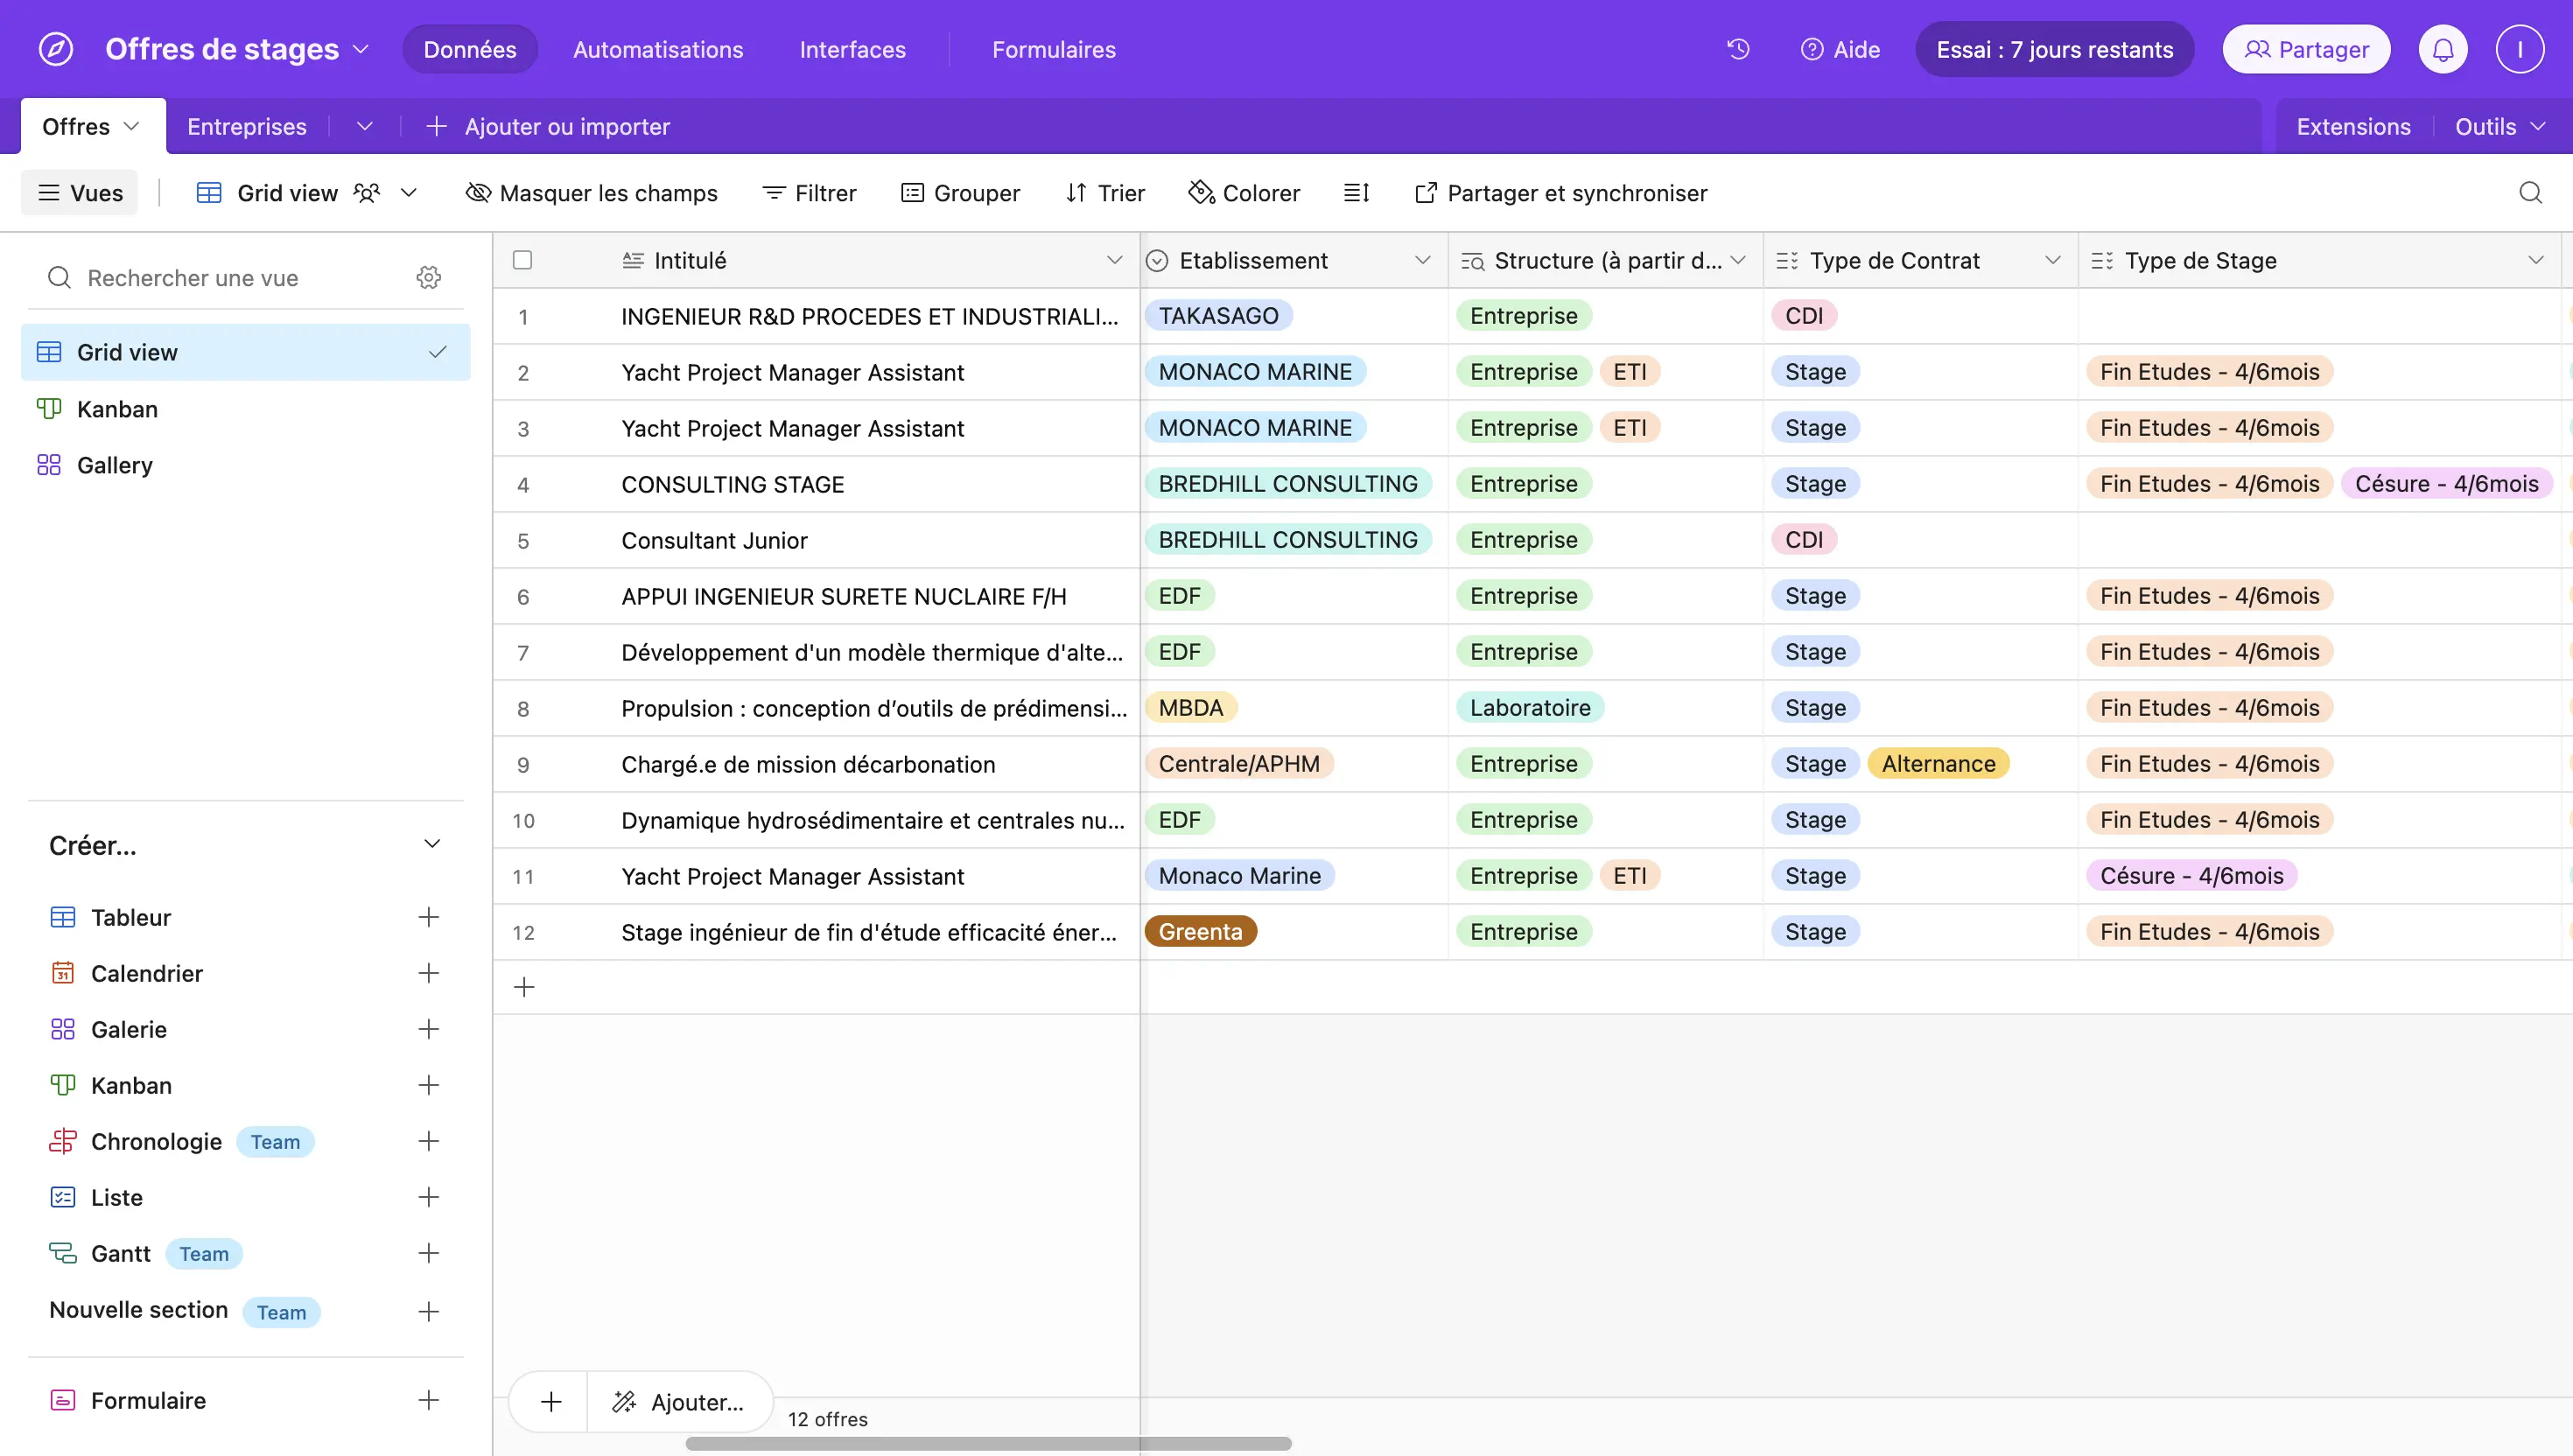 Offres de stages Données Automatisations Interfaces Formulaires Aide Essai : 7 jours restants Partager I
Offres Entreprises Ajouter ou importer Extensions Outils
Vues Grid view Masquer les champs Filtrer Grouper Trier Colorer Partager et synchroniser
Rechercher une vue
Grid view
Kanban
Gallery
Créer...
Tableur
Calendrier
Galerie
Kanban
Chronologie Team
Liste
Gantt Team
Nouvelle section Team
Formulaire
Intitulé Etablissement Structure (à partir d... Type de Contrat Type de Stage
1 INGENIEUR R&D PROCEDES ET INDUSTRIALI... TAKASAGO Entreprise CDI
2 Yacht Project Manager Assistant MONACO MARINE Entreprise ETI Stage Fin Etudes - 4/6mois
3 Yacht Project Manager Assistant MONACO MARINE Entreprise ETI Stage Fin Etudes - 4/6mois
4 CONSULTING STAGE BREDHILL CONSULTING Entreprise Stage Fin Etudes - 4/6mois Césure - 4/6mois
5 Consultant Junior BREDHILL CONSULTING Entreprise CDI
6 APPUI INGENIEUR SURETE NUCLAIRE F/H EDF Entreprise Stage Fin Etudes - 4/6mois
7 Développement d'un modèle thermique d'alte... EDF Entreprise Stage Fin Etudes - 4/6mois
8 Propulsion : conception d’outils de prédimensi... MBDA Laboratoire Stage Fin Etudes - 4/6mois
9 Chargé.e de mission décarbonation Centrale/APHM Entreprise Stage Alternance Fin Etudes - 4/6mois
10 Dynamique hydrosédimentaire et centrales nu... EDF Entreprise Stage Fin Etudes - 4/6mois
11 Yacht Project Manager Assistant Monaco Marine Entreprise ETI Stage Césure - 4/6mois
12 Stage ingénieur de fin d'étude efficacité éner... Greenta Entreprise Stage Fin Etudes - 4/6mois
Ajouter...
12 offres